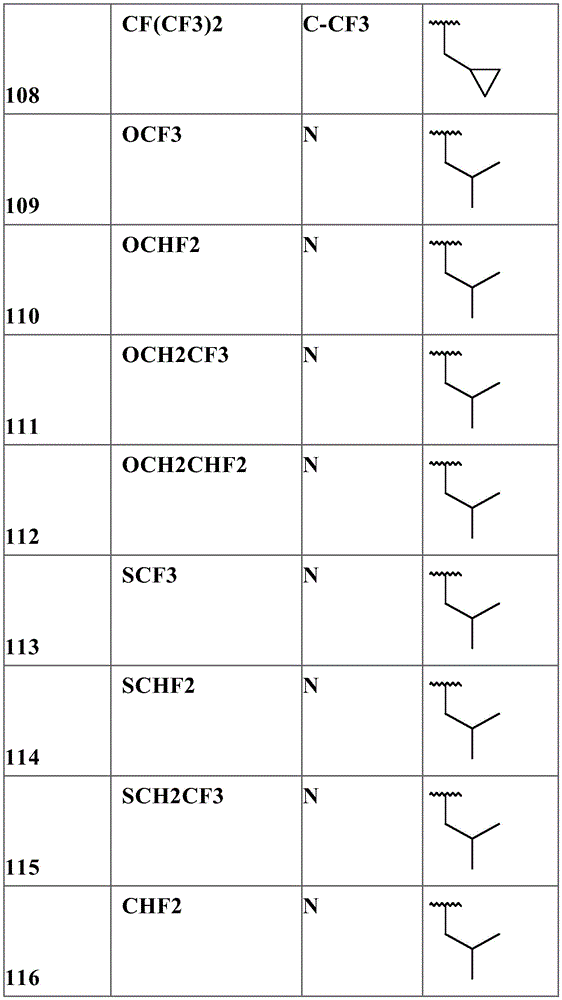 CF(CF3)2 C-CF3
108
OCF3 N
109
OCHF2 N
110
OCH2CF3 N
111
OCH2CHF2 N
112
SCF3 N
113
SCHF2 N
114
SCH2CF3 N
115
CHF2 N
116